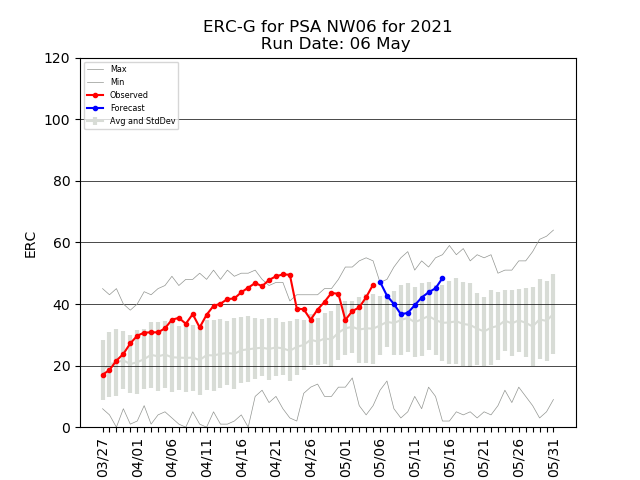 ERC-G for PSA NW06 for 2021
Run Date: 06 May
120
100
80
60
40
20
0
ERC
Max
Min
Observed
Forecast
Avg and StdDev
03/27
04/01
04/06
04/11
04/16
04/21
04/26
05/01
05/06
05/11
05/16
05/21
05/26
05/31